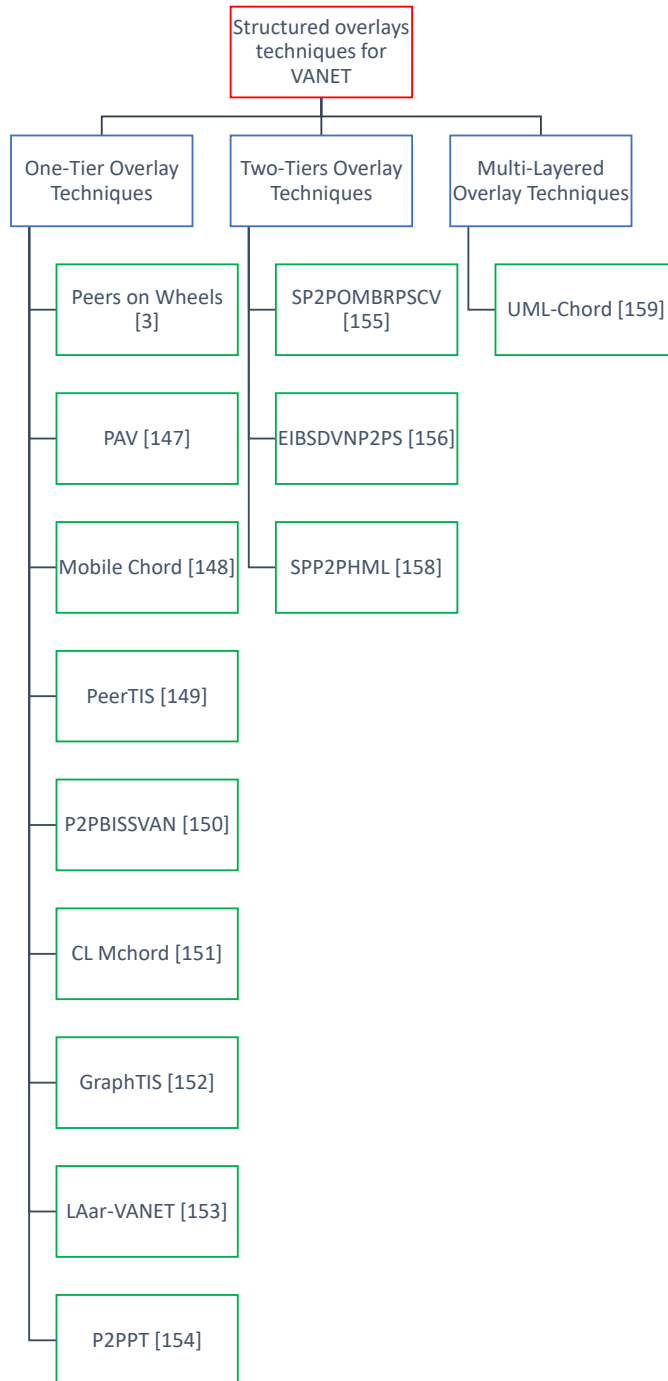 Structured overlays
techniques for
VANET
One-Tier Overlay
Techniques
Two-Tiers Overlay
Techniques
Multi-Layered
Overlay Techniques
Peers on Wheels
[3]
SP2POMBRPSCV
[155]
UML-Chord [159]
PAV [147]
EIBSDVNP2PS [156]
Mobile Chord [148]
SPP2PHML [158]
PeerTIS [149]
P2PBISSVAN [150]
CL Mchord [151]
GraphTIS [152]
LAar-VANET [153]
P2PPT [154]